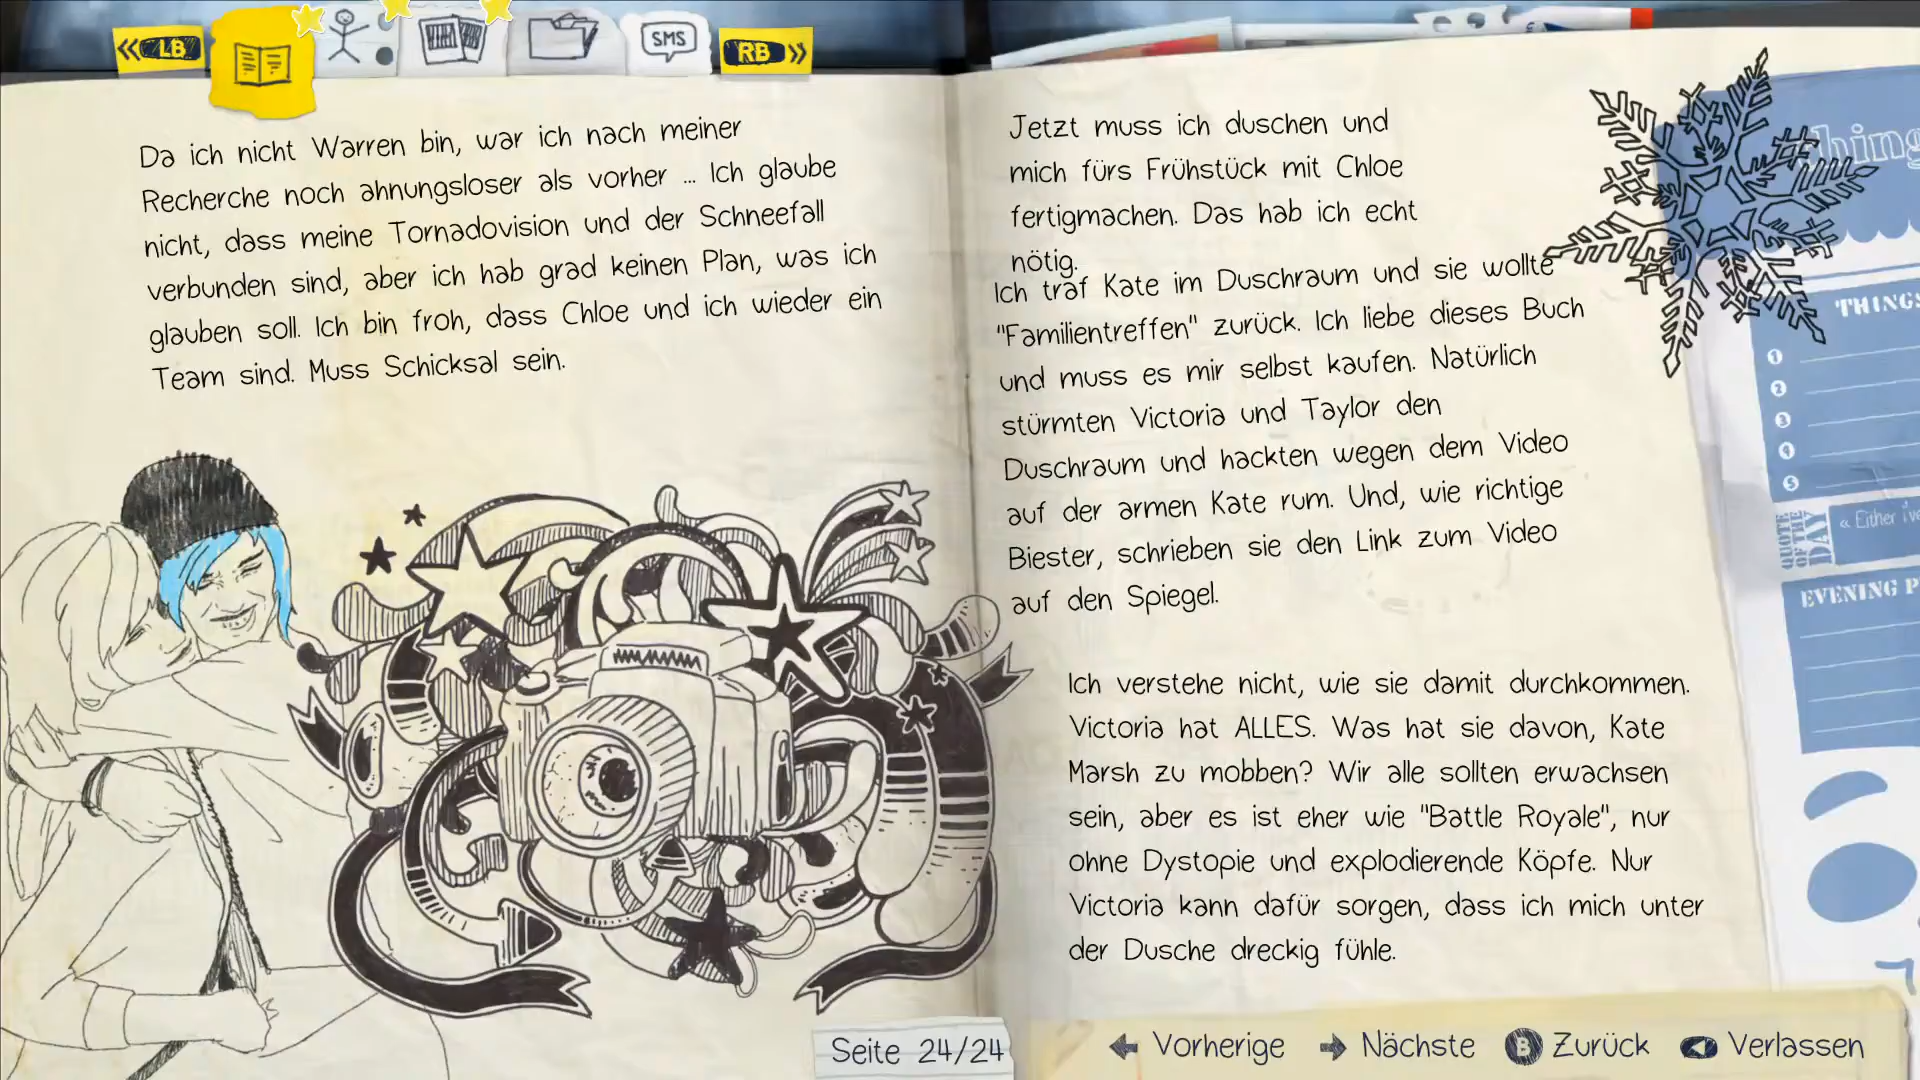 LB
SMS
RB
Da ich nicht Warren bin, war ich nach meiner
Recherche noch ahnungsloser als vorher ... Ich glaube
nicht, dass meine Tornadovision und der Schneefall
verbunden sind, aber ich hab grad keinen Plan, was ich
glauben soll. Ich bin froh, dass Chloe und ich wieder ein
Team sind. Muss Schicksal sein.
Jetzt muss ich duschen und
mich fürs Frühstück mit Chloe
fertigmachen. Das hab ich echt
nötig.
Ich traf Kate im Duschraum und sie wollte
"Familientreffen" zurück. Ich liebe dieses Buch
und muss es mir selbst kaufen. Natürlich
stürmten Victoria und Taylor den
Duschraum und hackten wegen dem Video
auf der armen Kate rum. Und, wie richtige
Biester, schrieben sie den Link zum Video
auf den Spiegel.
Ich verstehe nicht, wie sie damit durchkommen.
Victoria hat ALLES. Was hat sie davon, Kate
Marsh zu mobben? Wir alle sollten erwachsen
sein, aber es ist eher wie "Battle Royale", nur
ohne Dystopie und explodierende Köpfe. Nur
Victoria kann dafür sorgen, dass ich mich unter
der Dusche dreckig fühle.
THINGS
1
2
3
4
5
QUOTE OF THE DAY
« Either I've
EVENING P
Seite 24/24
Vorherige
Nächste
B Zurück
Verlassen